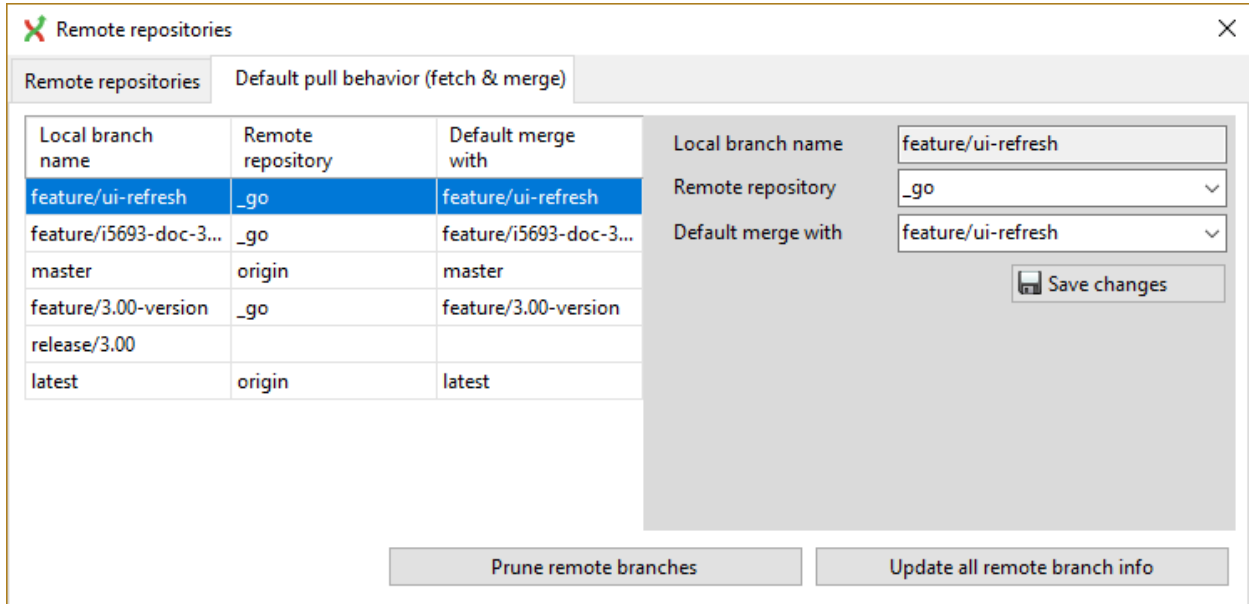 Remote repositories
Remote repositories
Default pull behavior (fetch & merge)
Local branch name
Remote repository
Default merge with
feature/ui-refresh _go feature/ui-refresh
feature/i5693-doc-3... _go feature/i5693-doc-3...
master origin master
feature/3.00-version _go feature/3.00-version
release/3.00
latest origin latest
Local branch name feature/ui-refresh
Remote repository _go
Default merge with feature/ui-refresh
Save changes
Prune remote branches
Update all remote branch info